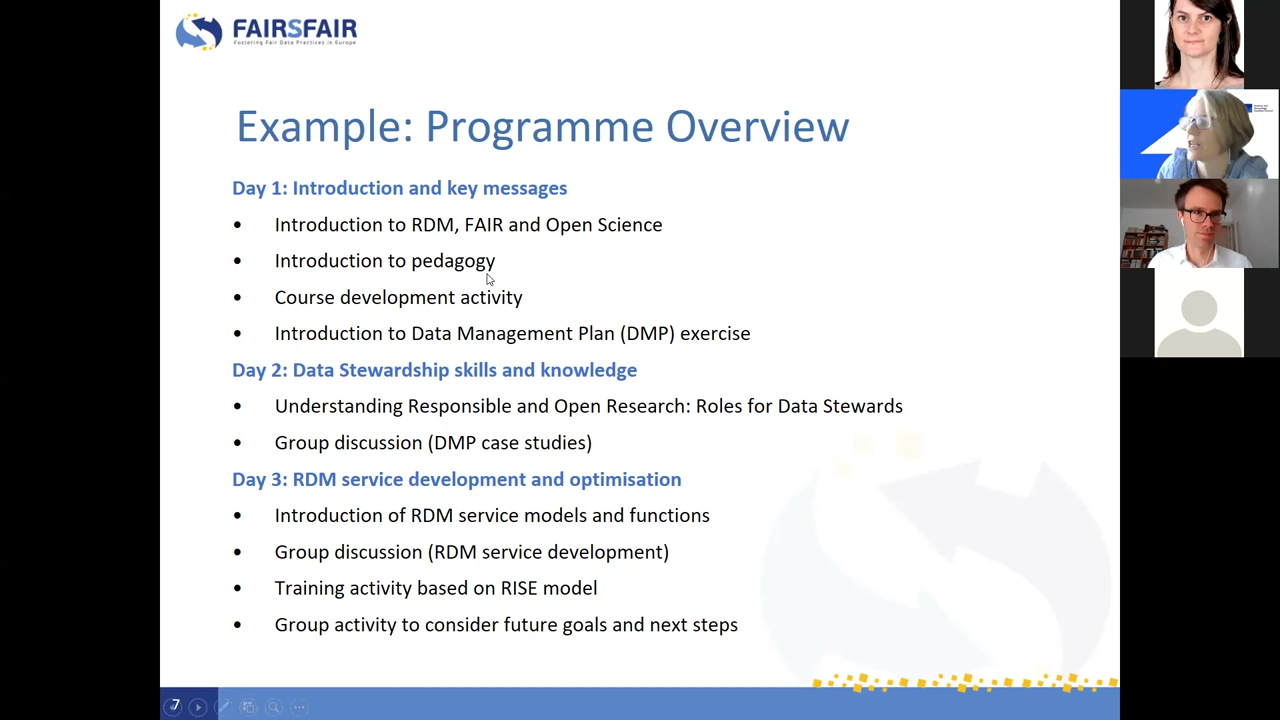 FAIRSFAIR
Fostering Fair Data Practices in Europe
Example: Programme Overview
Day 1: Introduction and key messages
• Introduction to RDM, FAIR and Open Science
• Introduction to pedagogy
• Course development activity
• Introduction to Data Management Plan (DMP) exercise
Day 2: Data Stewardship skills and knowledge
• Understanding Responsible and Open Research: Roles for Data Stewards
• Group discussion (DMP case studies)
Day 3: RDM service development and optimisation
• Introduction of RDM service models and functions
• Group discussion (RDM service development)
• Training activity based on RISE model
• Group activity to consider future goals and next steps
7